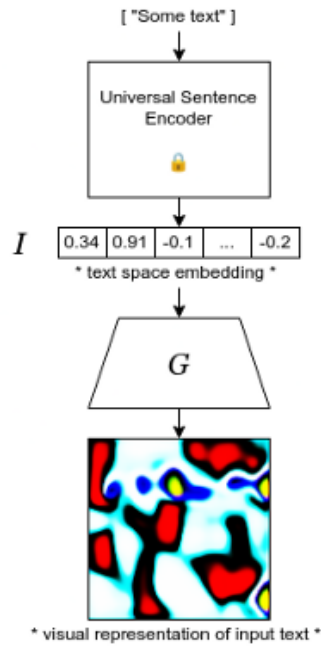 [ "Some text" ]
Universal Sentence
Encoder
I 0.34 0.91 -0.1 ... -0.2
* text space embedding *
G
* visual representation of input text *